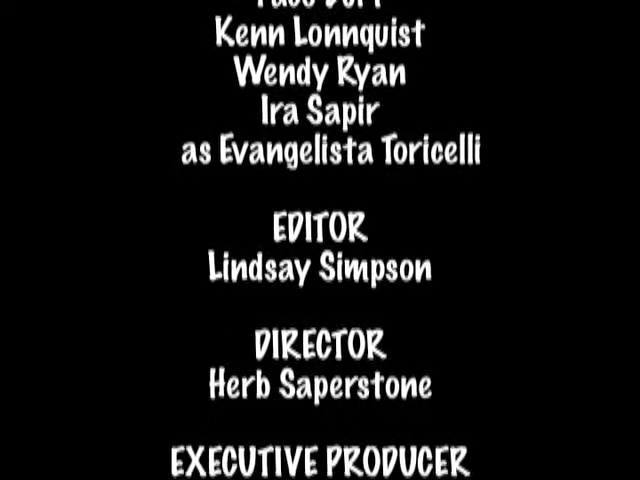 Kenn Lonnquist
Wendy Ryan
Ira Sapir
as Evangelista Toricelli
EDITOR
Lindsay Simpson
DIRECTOR
Herb Saperstone
EXECUTIVE PRODUCER